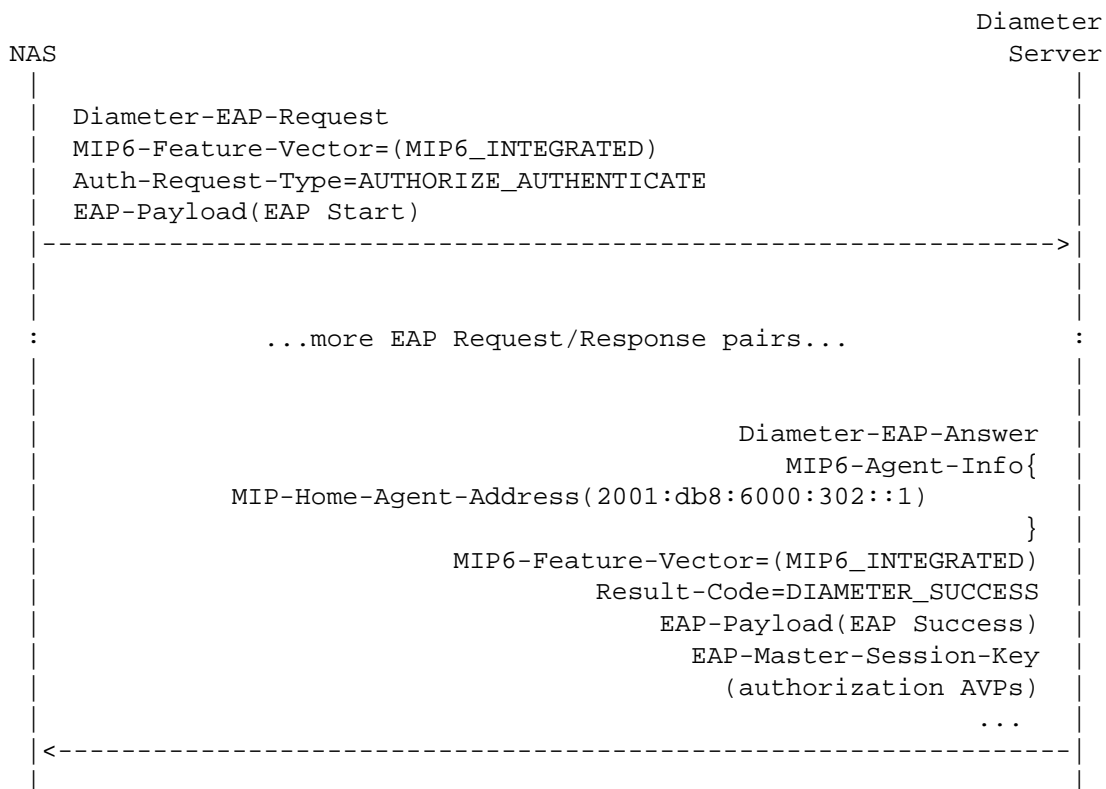 Diameter
NAS Server
Diameter-EAP-Request
MIP6-Feature-Vector=(MIP6_INTEGRATED)
Auth-Request-Type=AUTHORIZE_AUTHENTICATE
EAP-Payload(EAP Start)
|----------------------------------------------------------------->|
: ...more EAP Request/Response pairs... :
Diameter-EAP-Answer
MIP6-Agent-Info{
MIP-Home-Agent-Address(2001:db8:6000:302::1)
}
MIP6-Feature-Vector=(MIP6_INTEGRATED)
Result-Code=DIAMETER_SUCCESS
EAP-Payload(EAP Success)
EAP-Master-Session-Key
(authorization AVPs)
...
|<-----------------------------------------------------------------|